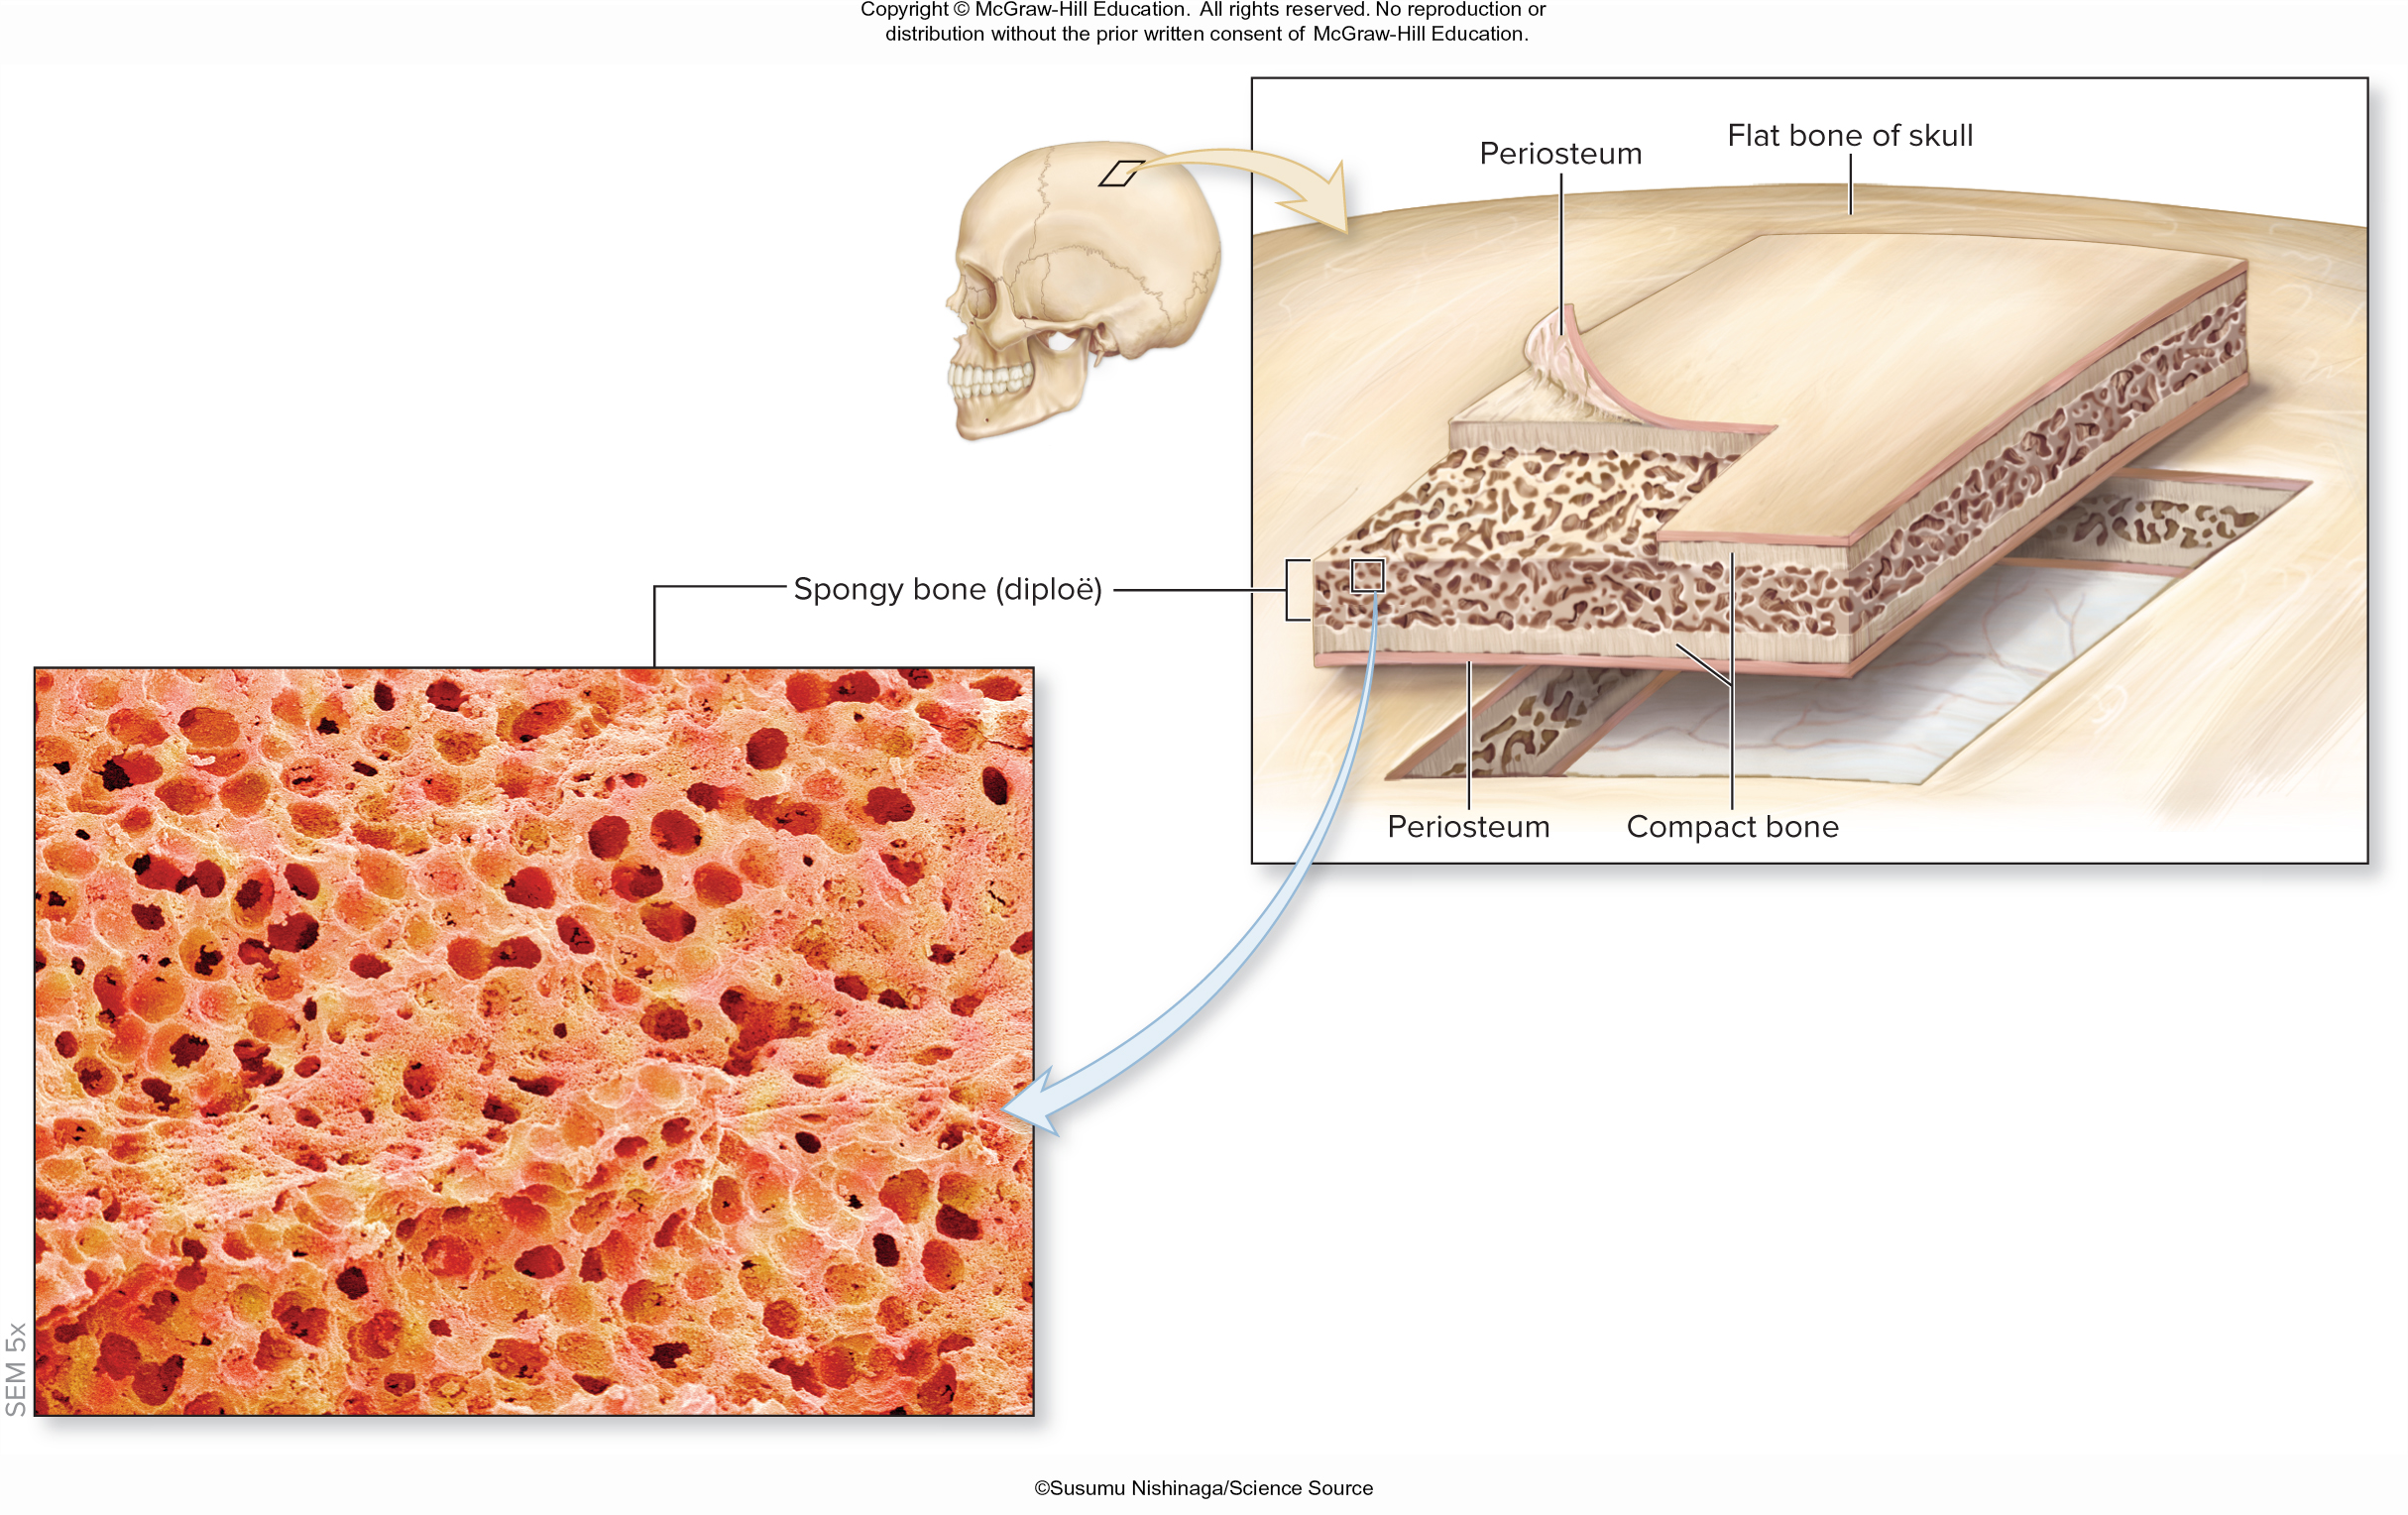 Copyright © McGraw-Hill Education. All rights reserved. No reproduction or
distribution without the prior written consent of McGraw-Hill Education.
Flat bone of skull
Periosteum
Spongy bone (diploë)
Periosteum
Compact bone
SEM 5x
©Susumu Nishinaga/Science Source